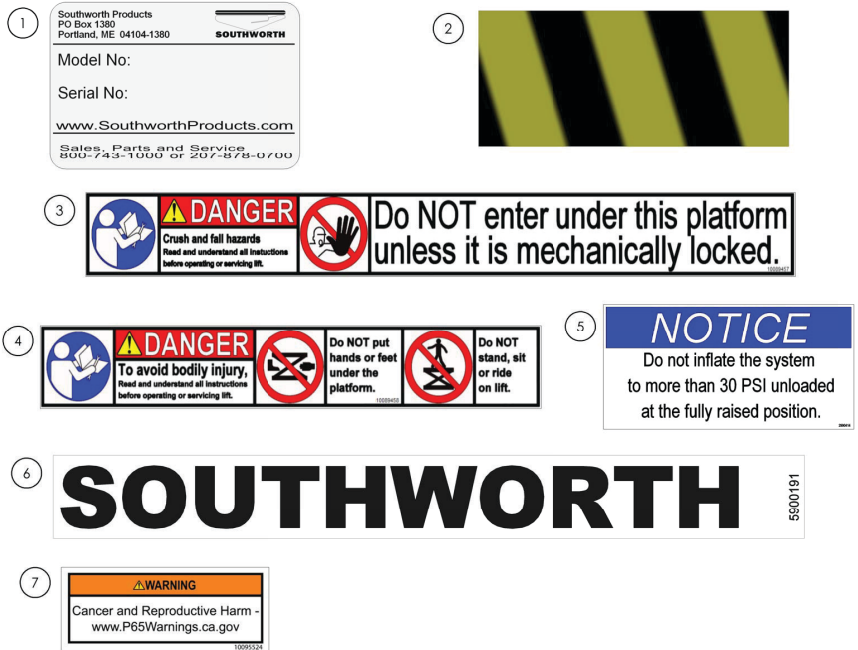 1
Southworth Products
PO Box 1380
Portland, ME 04104-1380
SOUTHWORTH
Model No:
Serial No:
www.SouthworthProducts.com
Sales, Parts and Service
800-743-1000 or 207-878-0700
2
3
DANGER
Crush and fall hazards
Read and understand all instuctions
before operating or servicing lift.
Do NOT enter under this platform
unless it is mechanically locked.
10089457
4
DANGER
To avoid bodily injury,
Read and understand all instructions
before operating or servicing lift.
Do NOT put
hands or feet
under the
platform.
10089458
Do NOT
stand, sit
or ride
on lift.
5
NOTICE
Do not inflate the system
to more than 30 PSI unloaded
at the fully raised position.
6
SOUTHWORTH
5900191
7
WARNING
Cancer and Reproductive Harm -
www.P65Warnings.ca.gov
10095524